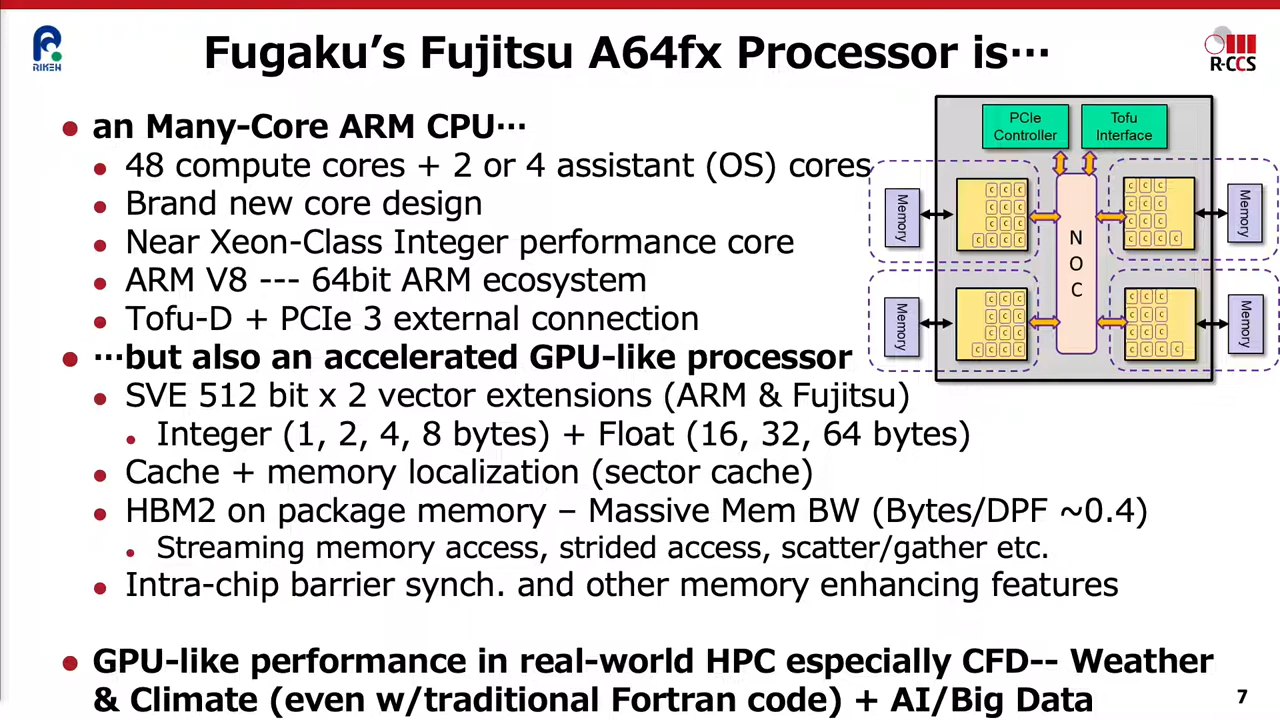 RIKEN
Fugaku's Fujitsu A64fx Processor is…
R-CCS
● an Many-Core ARM CPU…
● 48 compute cores + 2 or 4 assistant (OS) cores
● Brand new core design
● Near Xeon-Class Integer performance core
● ARM V8 --- 64bit ARM ecosystem
● Tofu-D + PCIe 3 external connection
● …but also an accelerated GPU-like processor
● SVE 512 bit x 2 vector extensions (ARM & Fujitsu)
● Integer (1, 2, 4, 8 bytes) + Float (16, 32, 64 bytes)
● Cache + memory localization (sector cache)
● HBM2 on package memory – Massive Mem BW (Bytes/DPF ~0.4)
● Streaming memory access, strided access, scatter/gather etc.
● Intra-chip barrier synch. and other memory enhancing features
● GPU-like performance in real-world HPC especially CFD-- Weather
& Climate (even w/traditional Fortran code) + AI/Big Data
PCIe
Controller
Tofu
Interface
Memory
c c c
c c c
c c c
c c c c
N
O
C
c c c
c c c
c c c
c c c c
Memory
Memory
c c c
c c c
c c c
c c c c
c c c
c c c
c c c
c c c c
Memory
7